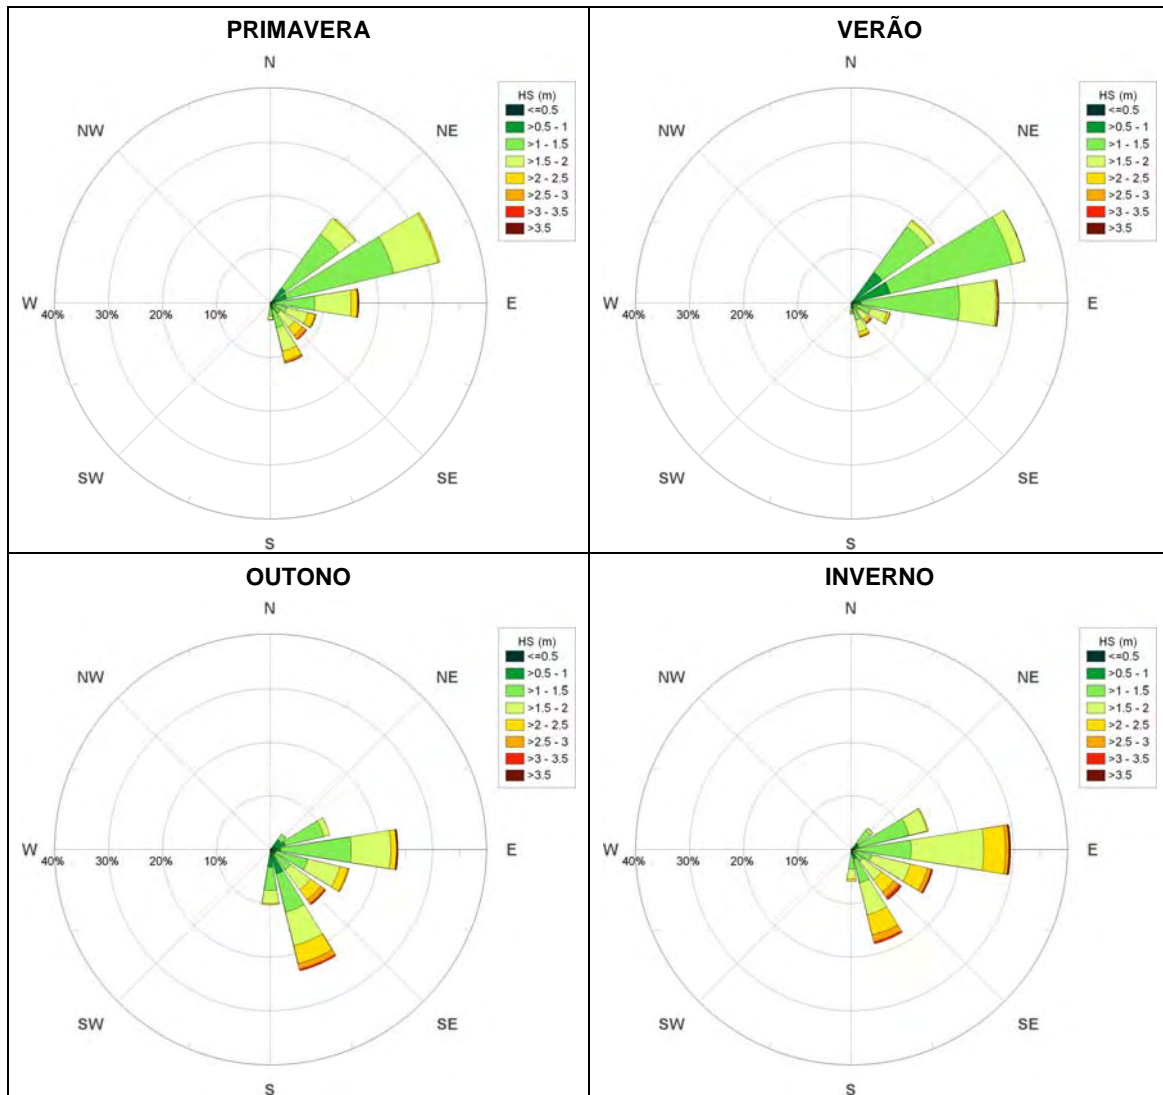 PRIMAVERA
N
NW
NE
W
E
40%
30%
20%
10%
SW
SE
S
HS (m)
<=0.5
>0.5 - 1
>1 - 1.5
>1.5 - 2
>2 - 2.5
>2.5 - 3
>3 - 3.5
>3.5
VERÃO
N
NW
NE
W
E
40%
30%
20%
10%
SW
SE
S
HS (m)
<=0.5
>0.5 - 1
>1 - 1.5
>1.5 - 2
>2 - 2.5
>2.5 - 3
>3 - 3.5
>3.5
OUTONO
N
NW
NE
W
E
40%
30%
20%
10%
SW
SE
S
HS (m)
<=0.5
>0.5 - 1
>1 - 1.5
>1.5 - 2
>2 - 2.5
>2.5 - 3
>3 - 3.5
>3.5
INVERNO
N
NW
NE
W
E
40%
30%
20%
10%
SW
SE
S
HS (m)
<=0.5
>0.5 - 1
>1 - 1.5
>1.5 - 2
>2 - 2.5
>2.5 - 3
>3 - 3.5
>3.5